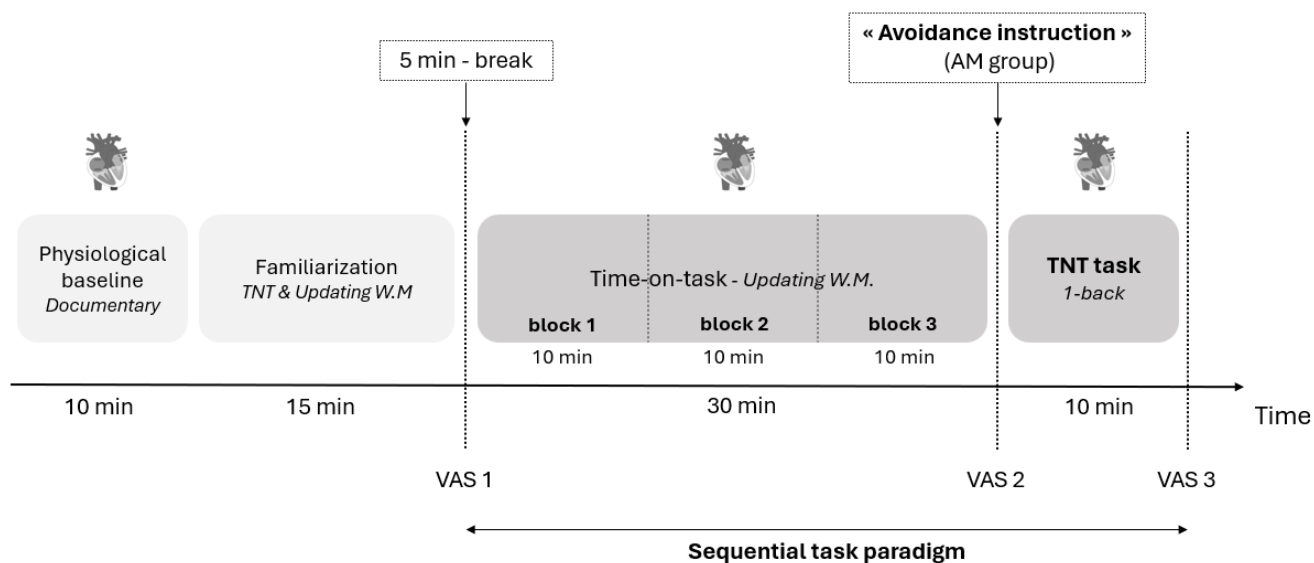 5 min - break
« Avoidance instruction »
(AM group)
Physiological
baseline
Documentary
Familiarization
TNT & Updating W.M
Time-on-task - Updating W.M.
block 1
block 2
block 3
TNT task
1-back
10 min
10 min
10 min
10 min
15 min
30 min
10 min
Time
VAS 1
VAS 2
VAS 3
Sequential task paradigm